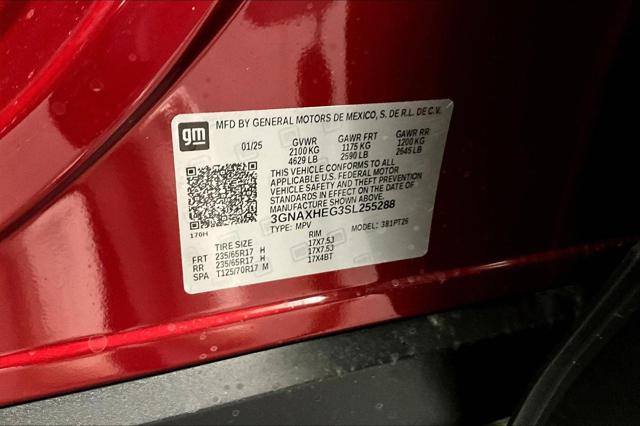 gm
MFD BY GENERAL MOTORS DE MEXICO, S. DE R.L. DE C.V.
01/25 GVWR GAWR FRT GAWR RR
2100 KG 1175 KG 1200 KG
4629 LB 2590 LB 2645 LB
THIS VEHICLE CONFORMS TO ALL
APPLICABLE U.S. FEDERAL MOTOR
VEHICLE SAFETY AND THEFT PREVENTION
STANDARDS IN EFFECT ON THE DATE OF
MANUFACTURE SHOWN ABOVE.
3GNAXHEG3SL255288
170H TYPE: MPV MODEL: 381PT26
TIRE SIZE RIM
FRT 235/65R17 H 17X7.5J
RR 235/65R17 H 17X7.5J
SPA T125/70R17 M 17X4BT